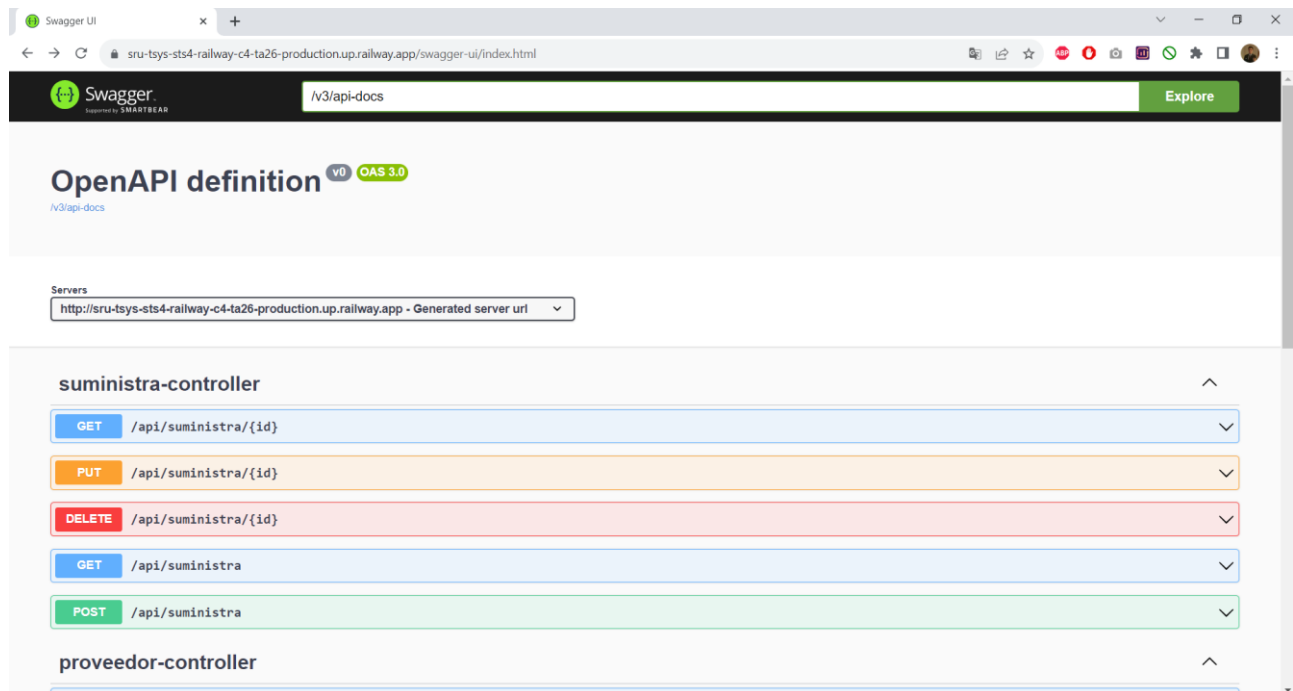 Swagger UI
sru-tsys-sts4-railway-c4-ta26-production.up.railway.app/swagger-ui/index.html
ABP
Swagger.
Supported by SMARTBEAR
/v3/api-docs
Explore
OpenAPI definition v0 OAS 3.0
/v3/api-docs
Servers
http://sru-tsys-sts4-railway-c4-ta26-production.up.railway.app - Generated server url
suministra-controller
GET /api/suministra/{id}
PUT /api/suministra/{id}
DELETE /api/suministra/{id}
GET /api/suministra
POST /api/suministra
proveedor-controller